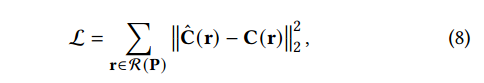 ℒ = ∑_{r∈ℛ(P)} ‖Ĉ(r) − C(r)‖₂², (8)